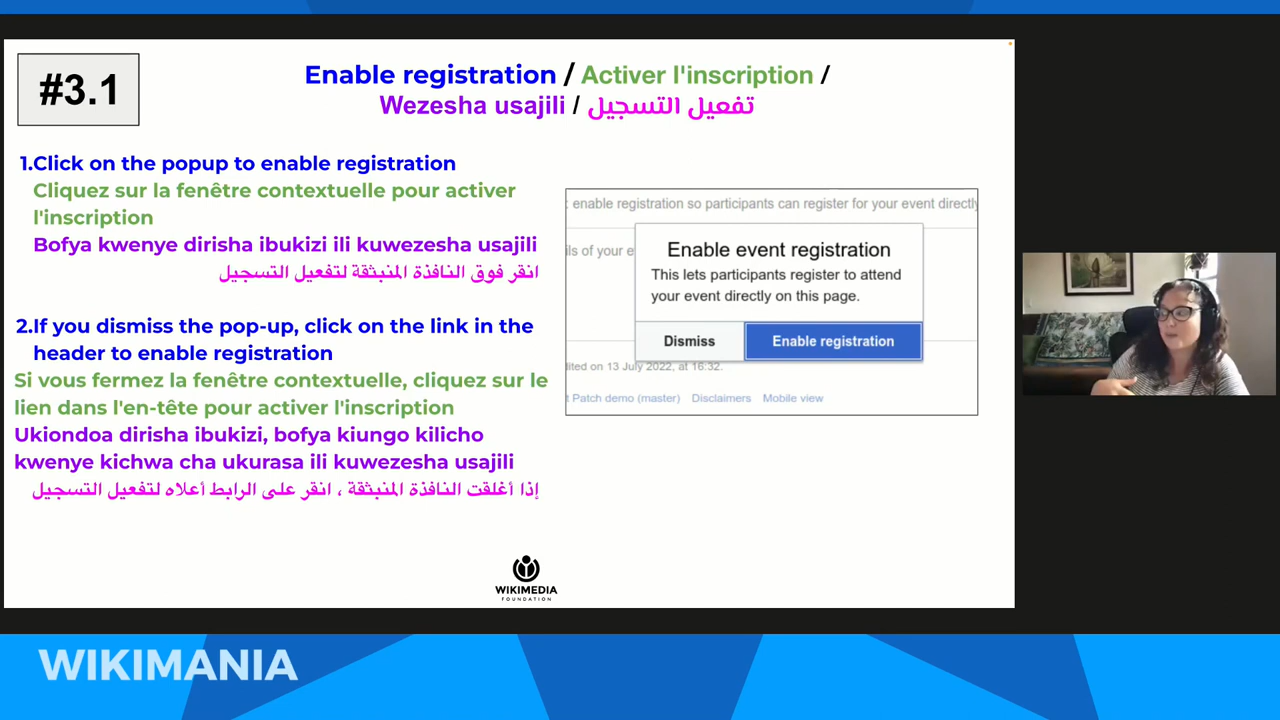 #3.1
Enable registration / Activer l'inscription /
Wezesha usajili / تفعيل التسجيل
1.Click on the popup to enable registration
Cliquez sur la fenêtre contextuelle pour activer
l'inscription
Bofya kwenye dirisha ibukizi ili kuwezesha usajili
انقر فوق النافذة المنبثقة لتفعيل التسجيل
2.If you dismiss the pop-up, click on the link in the
header to enable registration
Si vous fermez la fenêtre contextuelle, cliquez sur le
lien dans l'en-tête pour activer l'inscription
Ukiondoa dirisha ibukizi, bofya kiungo kilicho
kwenye kichwa cha ukurasa ili kuwezesha usajili
إذا أغلقت النافذة المنبثقة ، انقر على الرابط أعلاه لتفعيل التسجيل
: enable registration so participants can register for your event directly
ils of your e
Enable event registration
This lets participants register to attend
your event directly on this page.
Dismiss
Enable registration
dited on 13 July 2022, at 16:32.
t Patch demo (master) Disclaimers Mobile view
WIKIMEDIA
FOUNDATION
WIKIMANIA